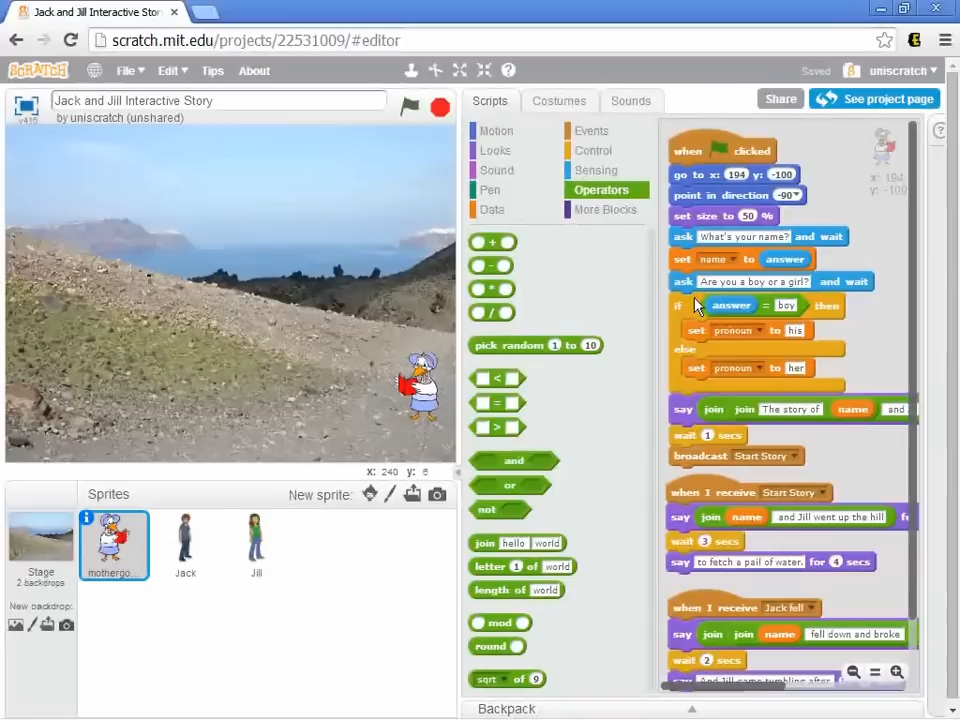 Jack and Jill Interactive Stor
scratch.mit.edu/projects/22531009/#editor
SCRATCH File Edit Tips About Saved uniscratch
Jack and Jill Interactive Story
by uniscratch (unshared)
v416
Scripts Costumes Sounds Share See project page
Motion Events
Looks Control
Sound Sensing
Pen Operators
Data More Blocks
+
-
*
/
pick random 1 to 10
<
=
>
and
or
not
join hello world
letter 1 of world
length of world
mod
round
sqrt of 9
when clicked
go to x: 194 y: -100
point in direction -90
set size to 50 %
ask What's your name? and wait
set name to answer
ask Are you a boy or a girl? and wait
if answer = boy then
set pronoun to his
else
set pronoun to her
say join join The story of name and
wait 1 secs
broadcast Start Story
when I receive Start Story
say join name and Jill went up the hill
wait 3 secs
say to fetch a pail of water. for 4 secs
when I receive Jack fell
say join join name fell down and broke
wait 2 secs
say And Jill came tumbling after.
x: 194
y: -100
x: 240 y: 6
Sprites New sprite:
Stage
2 backdrops
New backdrop:
mothergo...
Jack
Jill
Backpack